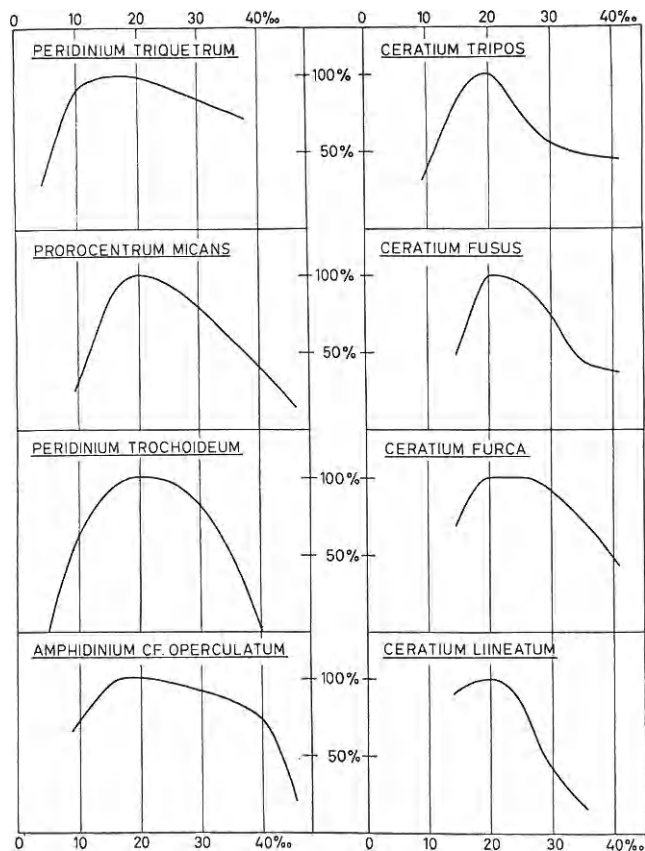 0 10 20 30 40‰ 0 10 20 30 40‰
PERIDINIUM TRIQUETRUM
CERATIUM TRIPOS
100%
50%
PROROCENTRUM MICANS
CERATIUM FUSUS
100%
50%
PERIDINIUM TROCHOIDEUM
CERATIUM FURCA
100%
50%
AMPHIDINIUM CF. OPERCULATUM
CERATIUM LIINEATUM
100%
50%
0 10 20 30 40‰ 0 10 20 30 40‰